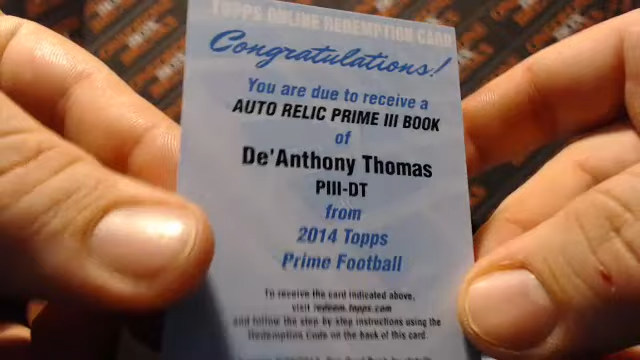 TOPPS ONLINE REDEMPTION CARD
Congratulations!
You are due to receive a
AUTO RELIC PRIME III BOOK
of
De'Anthony Thomas
PIII-DT
from
2014 Topps
Prime Football
To receive the card indicated above,
visit redeem.topps.com
and follow the step by step instructions using the
Redemption Code on the back of this card.